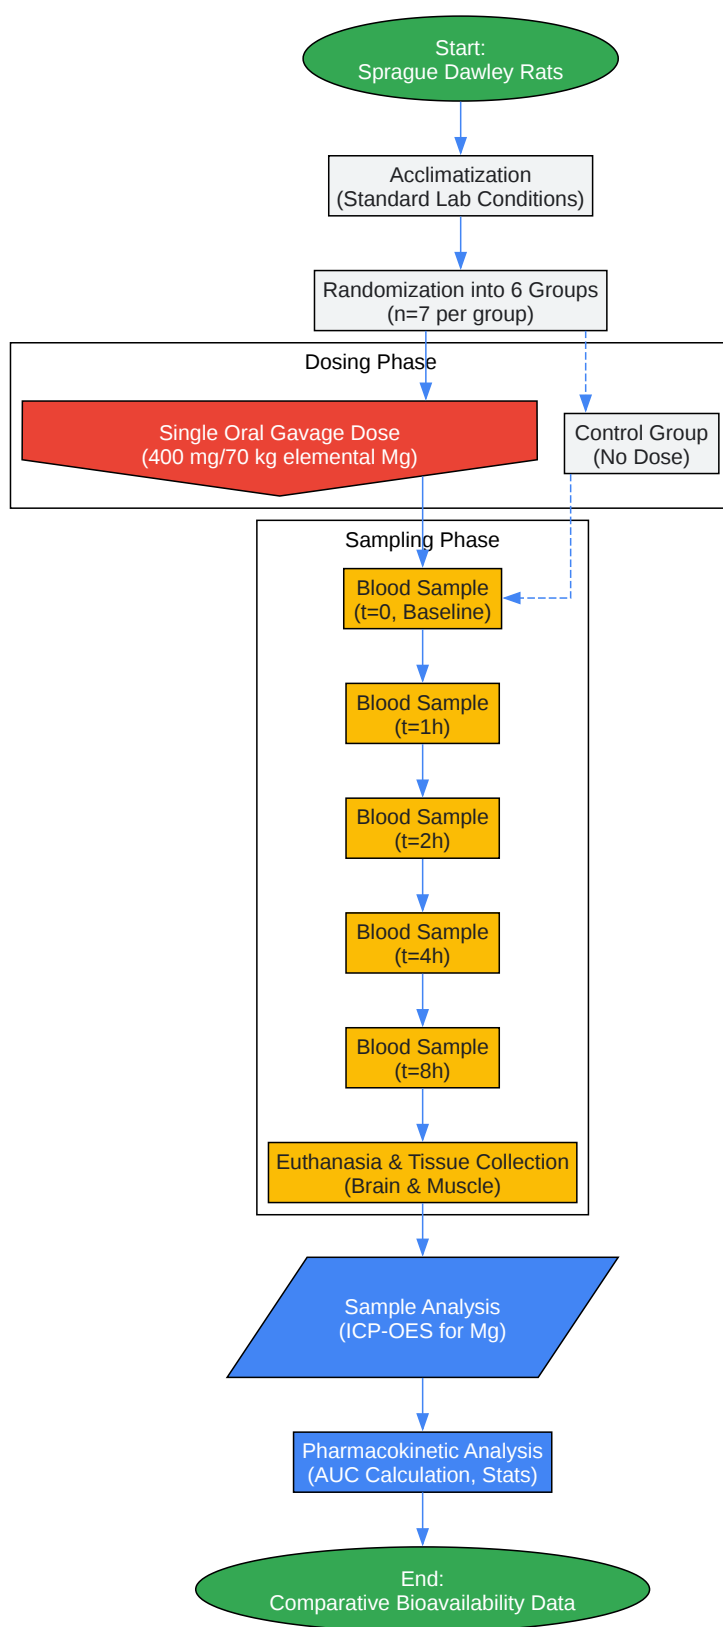 Start:
Sprague Dawley Rats
Acclimatization
(Standard Lab Conditions)
Randomization into 6 Groups
(n=7 per group)
Dosing Phase
Single Oral Gavage Dose
(400 mg/70 kg elemental Mg)
Control Group
(No Dose)
Sampling Phase
Blood Sample
(t=0, Baseline)
Blood Sample
(t=1h)
Blood Sample
(t=2h)
Blood Sample
(t=4h)
Blood Sample
(t=8h)
Euthanasia & Tissue Collection
(Brain & Muscle)
Sample Analysis
(ICP-OES for Mg)
Pharmacokinetic Analysis
(AUC Calculation, Stats)
End:
Comparative Bioavailability Data